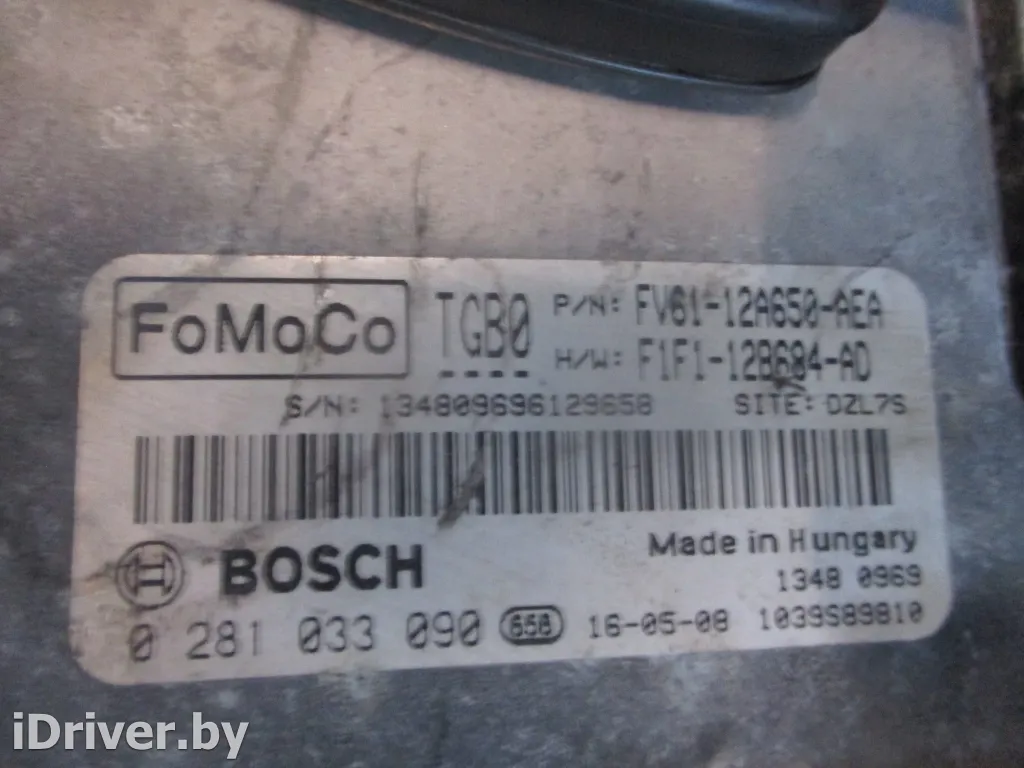 FoMoCo TGB0 P/N: FV61-12A650-AEA
H/W: F1F1-12B684-AD
S/N: 134809696129658 SITE: DZL7S
BOSCH Made in Hungary
1348 0969
0 281 033 090 658 16-05-08 1039S89810
iDriver.by